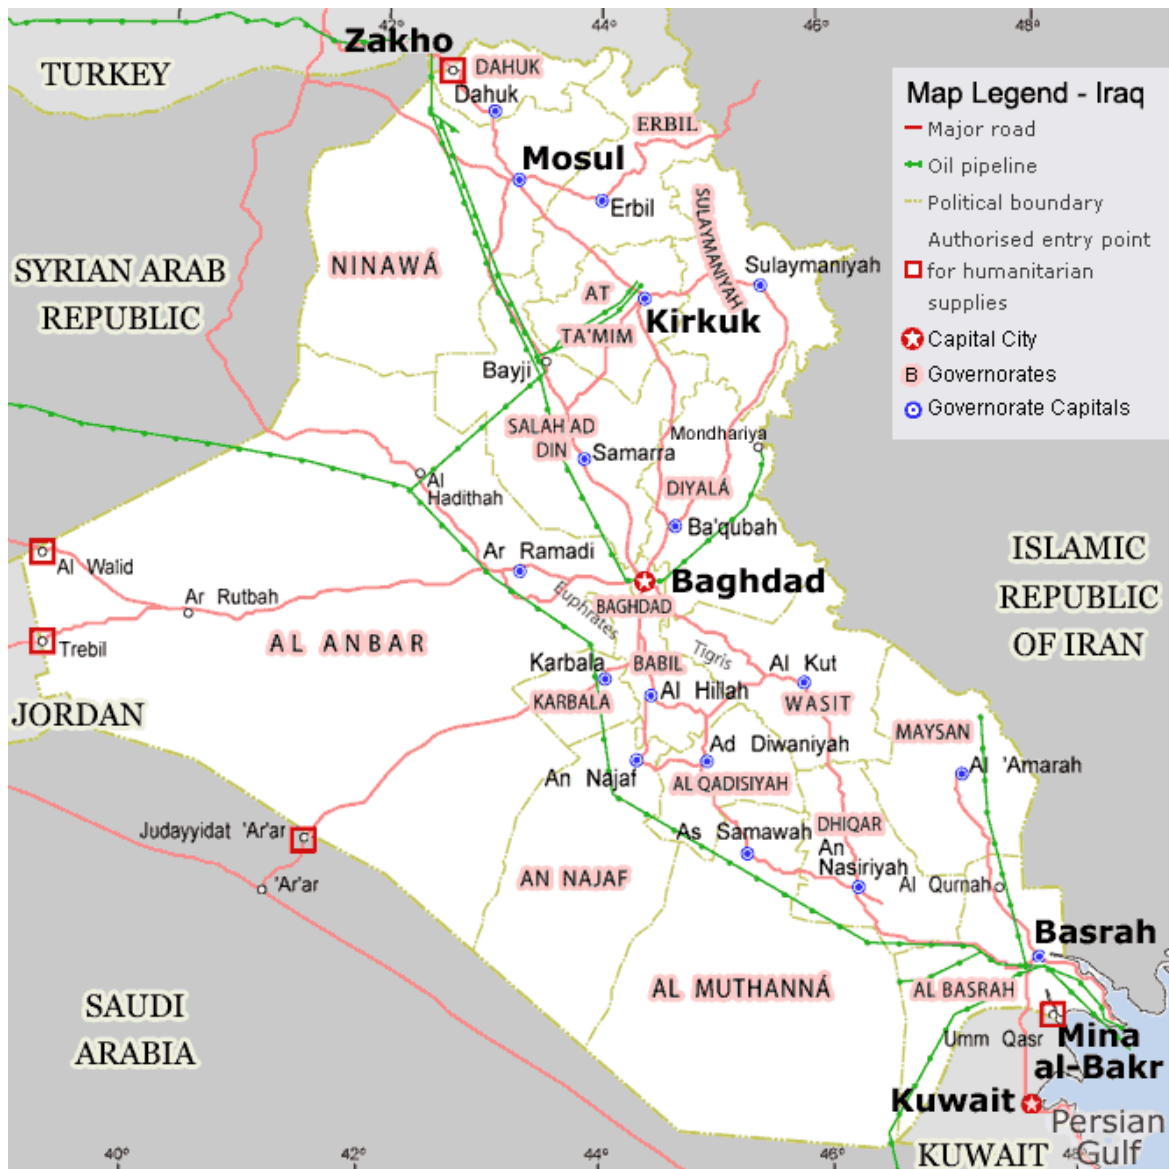 42°
44°
46°
48°
Zakho
TURKEY
DAHUK
Dahuk
ERBIL
Mosul
Erbil
SULAYMANIYAH
Map Legend - Iraq
Major road
Oil pipeline
Political boundary
Authorised entry point
for humanitarian
supplies
Capital City
B Governorates
Governorate Capitals
SYRIAN ARAB
REPUBLIC
NINAWÁ
Sulaymaniyah
AT
TA'MIM
Kirkuk
Bayji
SALAH AD
DIN
Mondhariya
Samarra
Al
Hadithah
DIYALÁ
Ba'qubah
ISLAMIC
REPUBLIC
OF IRAN
Al Walid
Ar Ramadi
Baghdad
Ar Rutbah
Euphrates
BAGHDAD
Trebil
AL ANBAR
Tigris
Karbala
BABIL
Al Kut
KARBALA
Al Hillah
WASIT
JORDAN
MAYSAN
Ad Diwaniyah
An Najaf
AL QADISIYAH
Al 'Amarah
Judayyidat 'Ar'ar
As Samawah
DHIQAR
An
Nasiriyah
'Ar'ar
AN NAJAF
Al Qurnah
Basrah
AL MUTHANNÁ
AL BASRAH
SAUDI
ARABIA
Umm Qasr
Mina
al-Bakr
Kuwait
Persian
Gulf
KUWAIT
40°
42°
44°
46°
48°